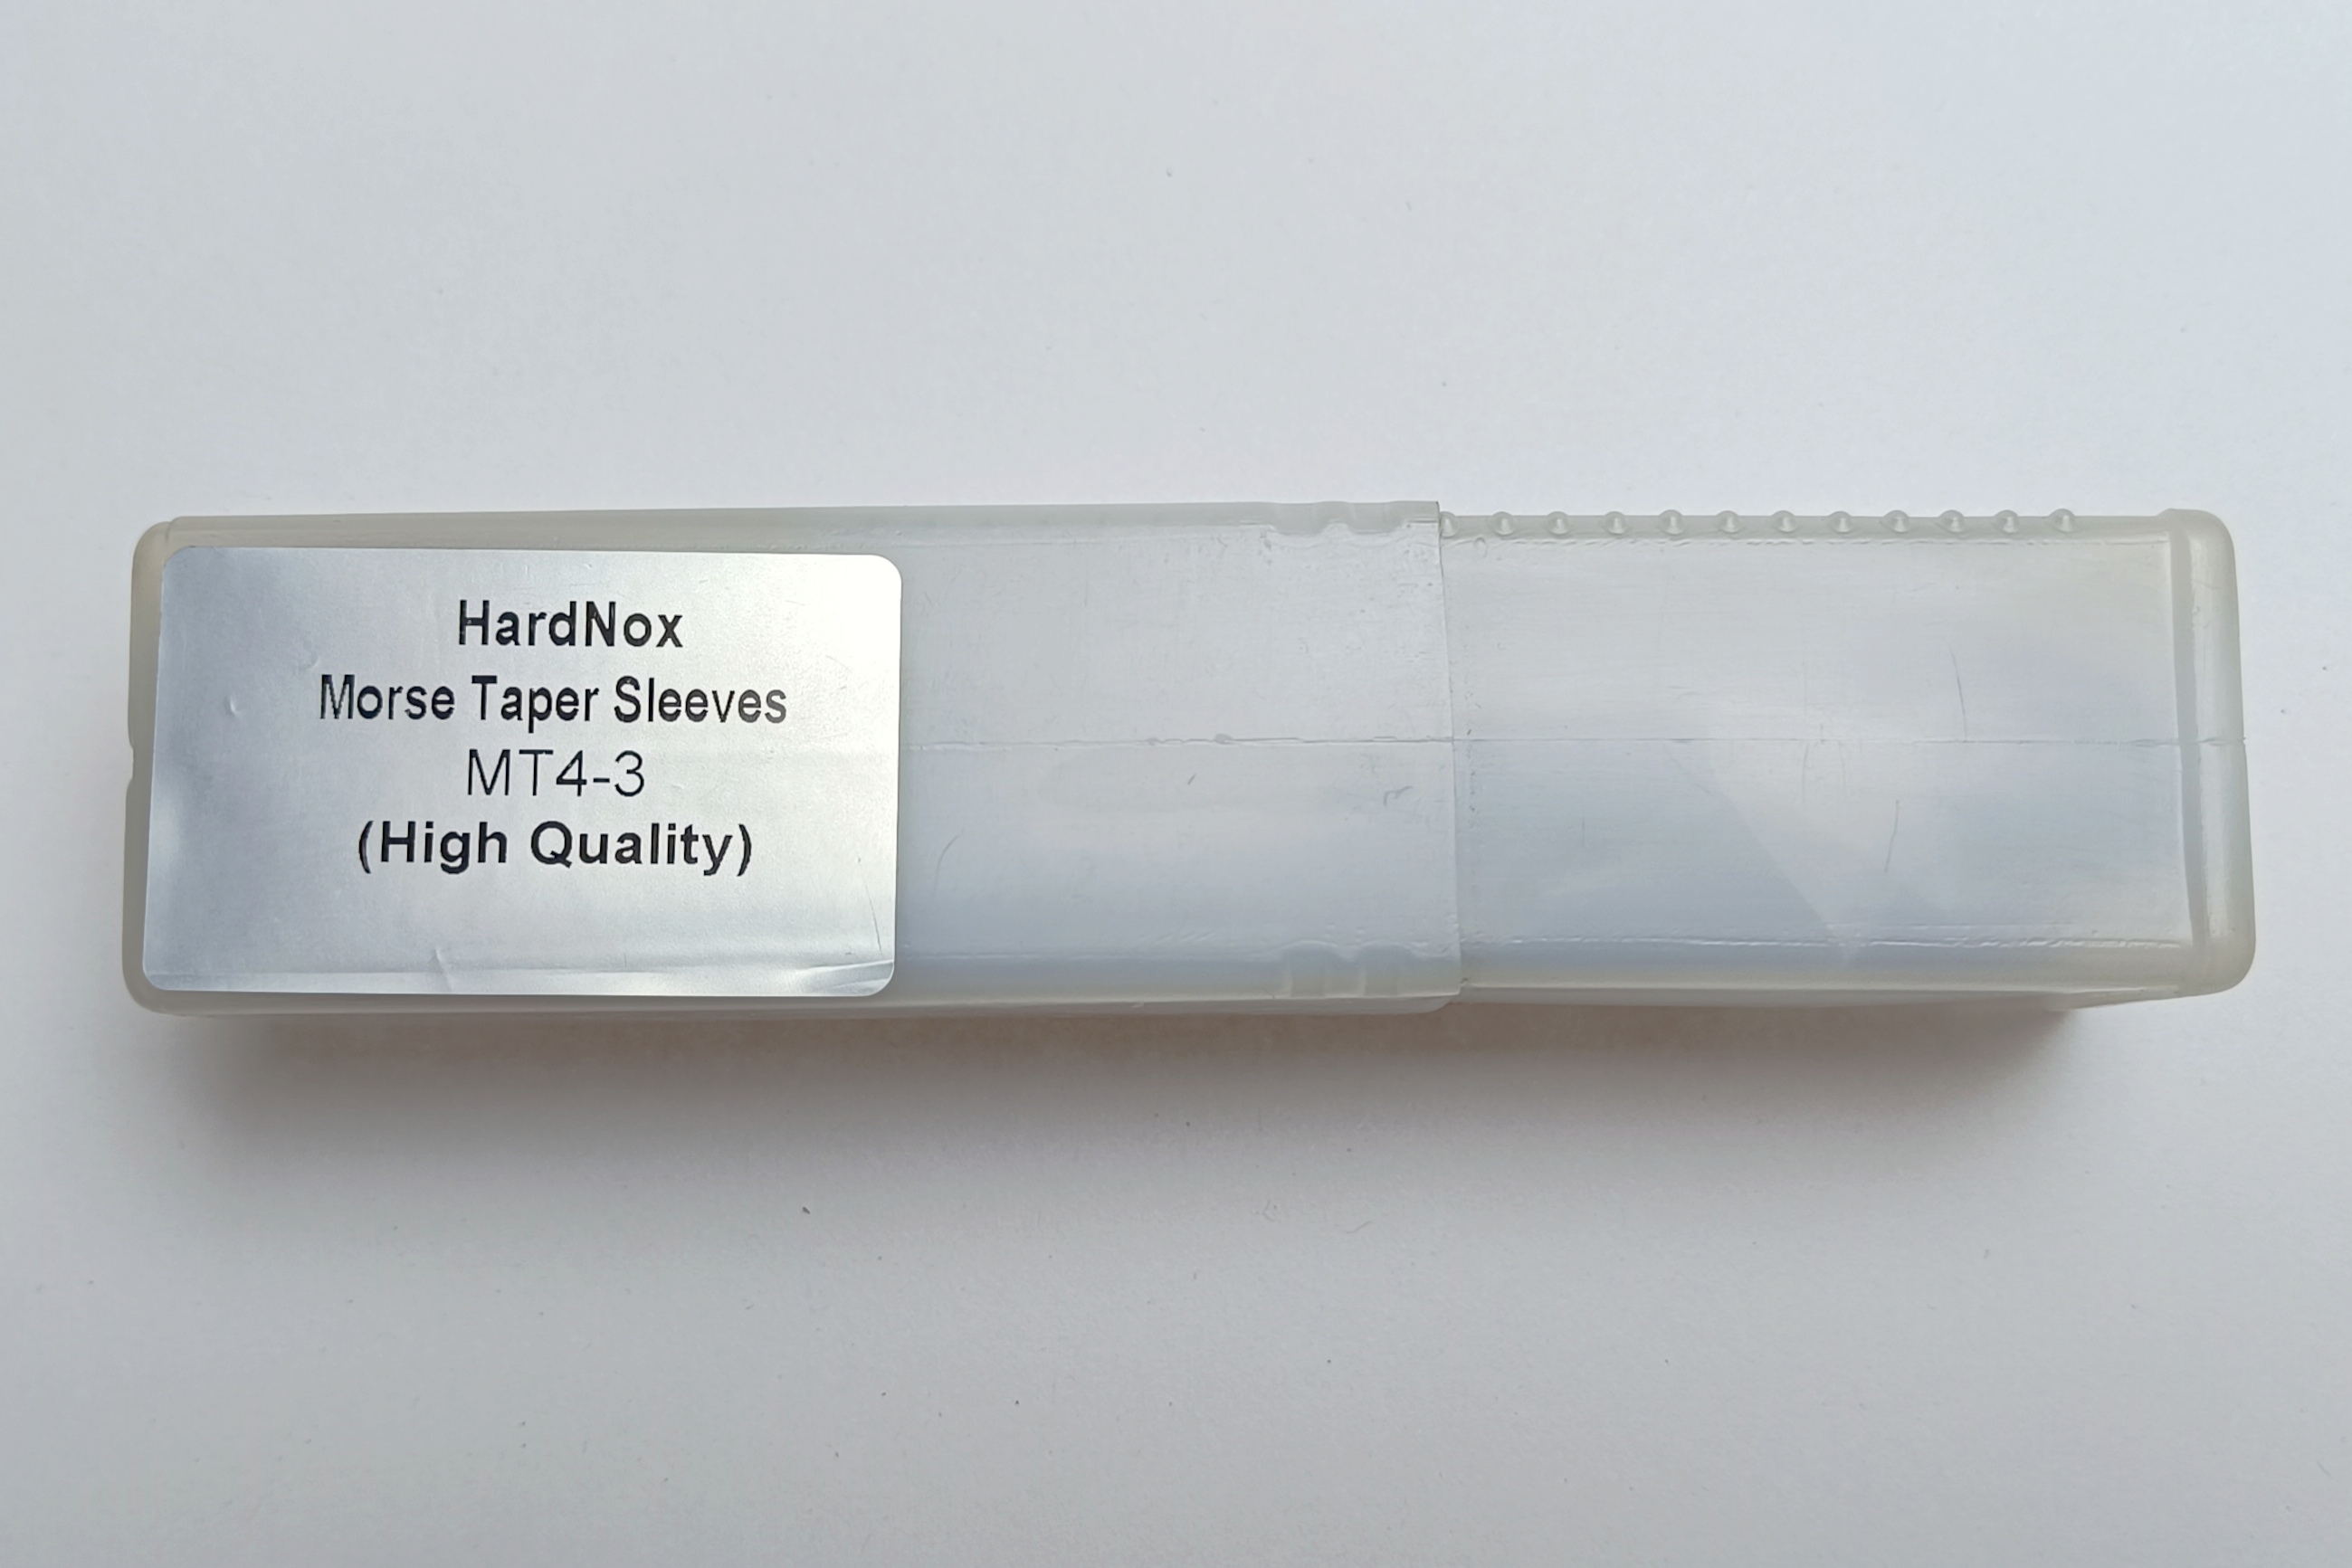 HardNox
Morse Taper Sleeves
MT4-3
(High Quality)